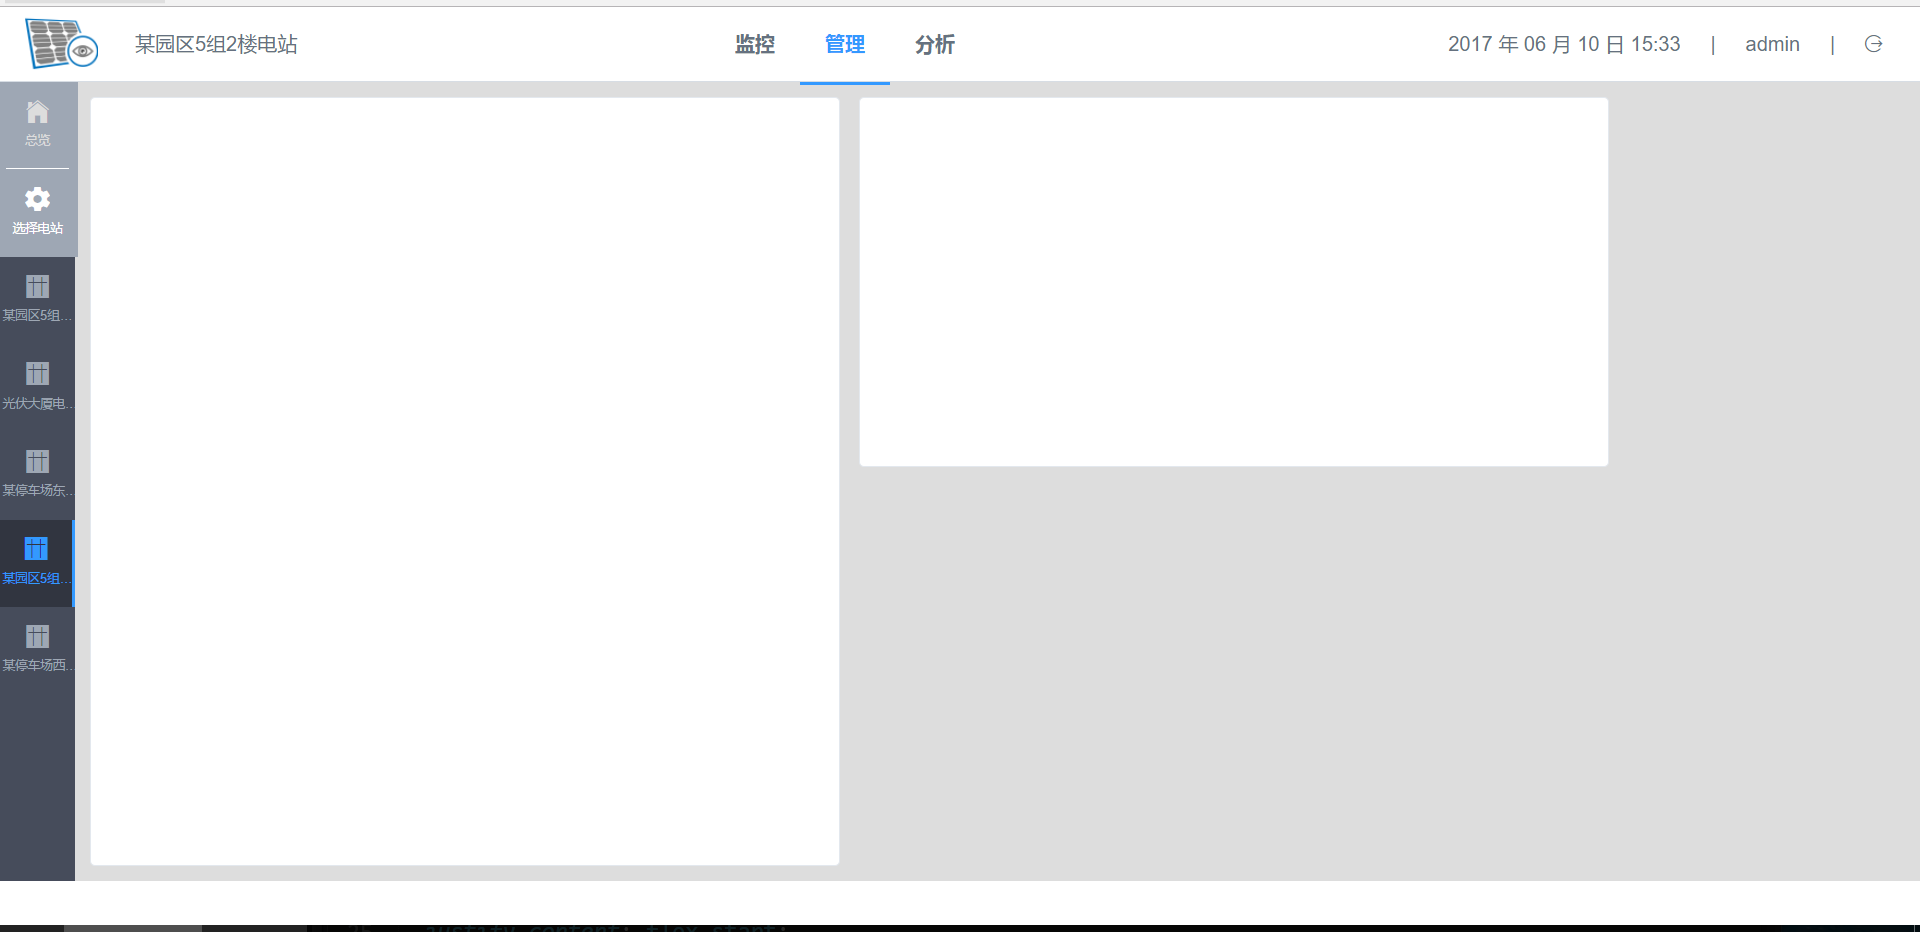 某园区5组2楼电站
监控
管理
分析
2017 年 06 月 10 日 15:33 | admin |
总览
选择电站
某园区5组...
光伏大厦电...
某停车场东...
某园区5组...
某停车场西...